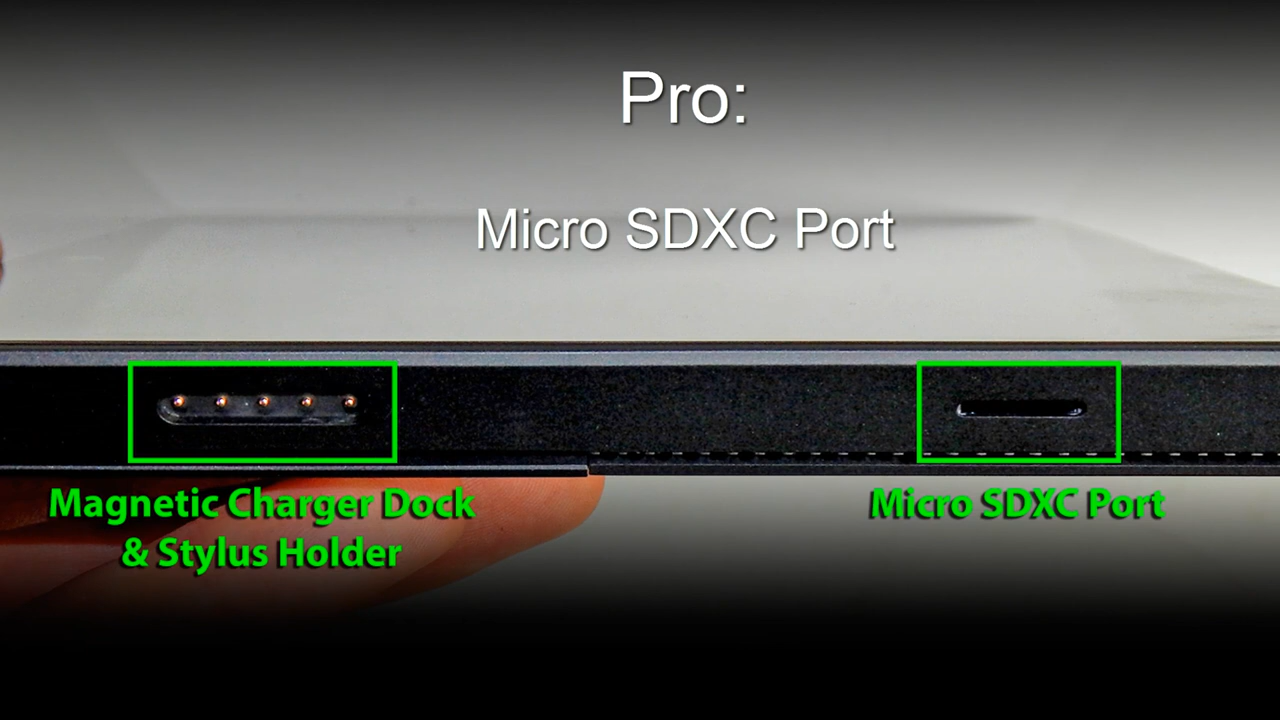 Pro:
Micro SDXC Port
Magnetic Charger Dock
& Stylus Holder
Micro SDXC Port